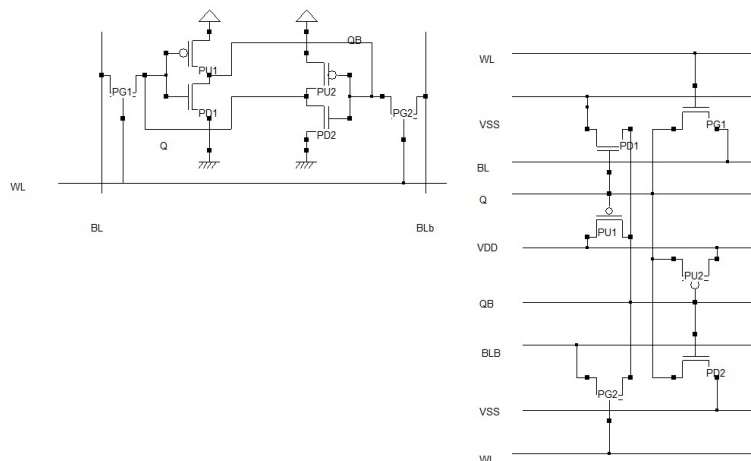 QB
PU1
PU2
PG1
PD1
PG2
PD2
Q
WL
BL
BLb
WL
VSS
PG1
PD1
BL
Q
PU1
VDD
PU2
QB
BLB
PD2
PG2
VSS
WL